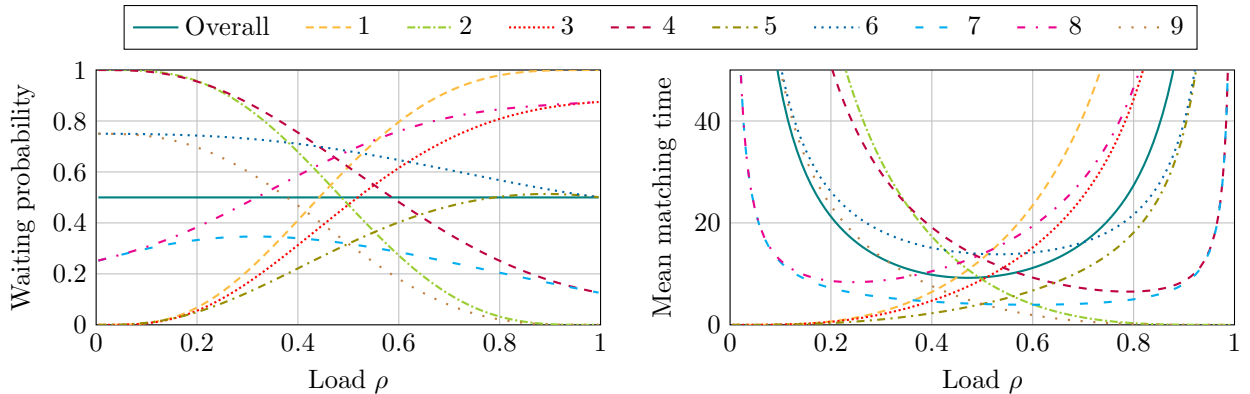 Overall 1 2 3 4 5 6 7 8 9
Waiting probability
1
0.8
0.6
0.4
0.2
0
0 0.2 0.4 0.6 0.8 1
Load ρ
Mean matching time
40
20
0
0 0.2 0.4 0.6 0.8 1
Load ρ